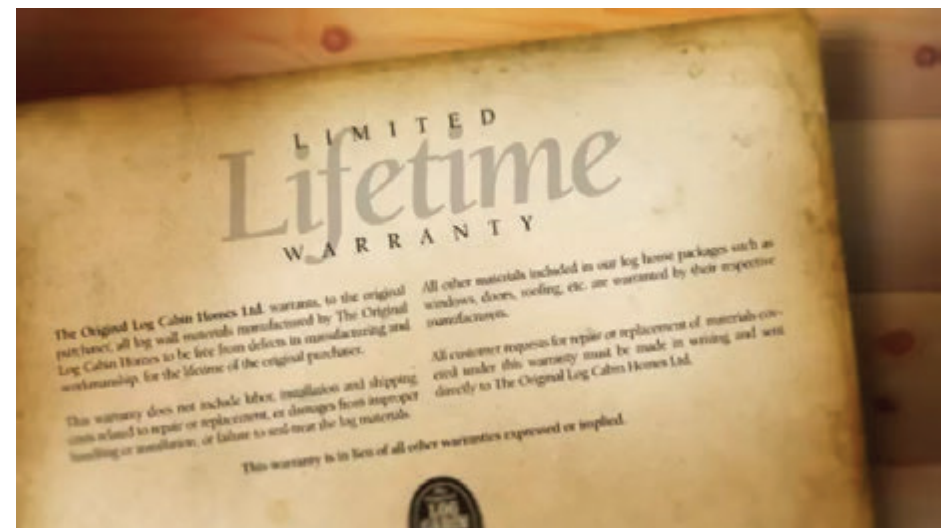 LIMITED
Lifetime
WARRANTY
The Original Log Cabin Homes Ltd. warrants, to the original
purchaser, all log wall materials manufactured by The Original
Log Cabin Homes to be free from defects in manufacturing and
workmanship, for the lifetime of the original purchaser.
This warranty does not include labor, installation and shipping
costs related to repair or replacement, or damages from improper
handling or installation, or failure to seal-treat the log materials.
All other materials included in our log house packages such as
windows, doors, roofing, etc. are warranted by their respective
manufacturers.
All customer requests for repair or replacement of materials cov-
ered under this warranty must be made in writing and sent
directly to The Original Log Cabin Homes Ltd.
This warranty is in lieu of all other warranties expressed or implied.
LOG
CABIN